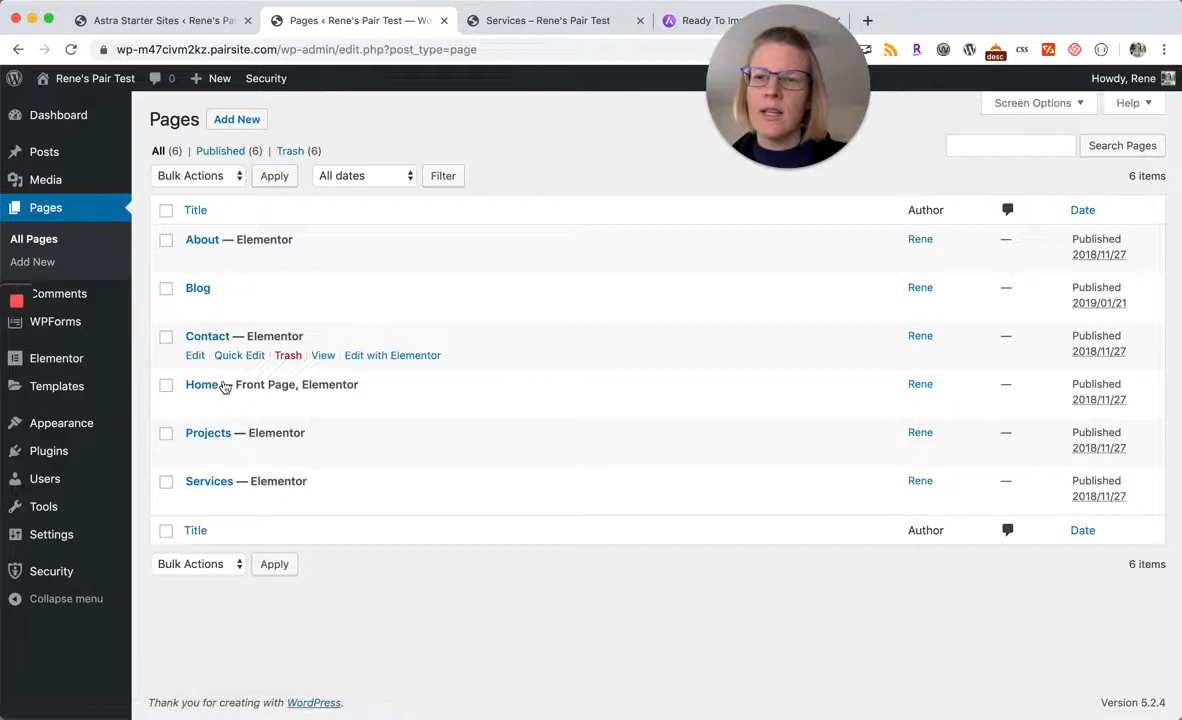 Astra Starter Sites ‹ Rene's Pa
Pages ‹ Rene's Pair Test — Wo
Services – Rene's Pair Test
Ready To Im
wp-m47civm2kz.pairsite.com/wp-admin/edit.php?post_type=page
css
desc
Rene's Pair Test
0
New
Security
Howdy, Rene
Dashboard
Posts
Media
Pages
All Pages
Add New
Comments
WPForms
Elementor
Templates
Appearance
Plugins
Users
Tools
Settings
Security
Collapse menu
Pages
Add New
Screen Options
Help
All (6) | Published (6) | Trash (6)
Search Pages
Bulk Actions
Apply
All dates
Filter
6 items
Title
Author
Date
About — Elementor
Rene
—
Published
2018/11/27
Blog
Rene
—
Published
2019/01/21
Contact — Elementor
Edit | Quick Edit | Trash | View | Edit with Elementor
Rene
—
Published
2018/11/27
Home — Front Page, Elementor
Rene
—
Published
2018/11/27
Projects — Elementor
Rene
—
Published
2018/11/27
Services — Elementor
Rene
—
Published
2018/11/27
Title
Author
Date
Bulk Actions
Apply
6 items
Thank you for creating with WordPress.
Version 5.2.4